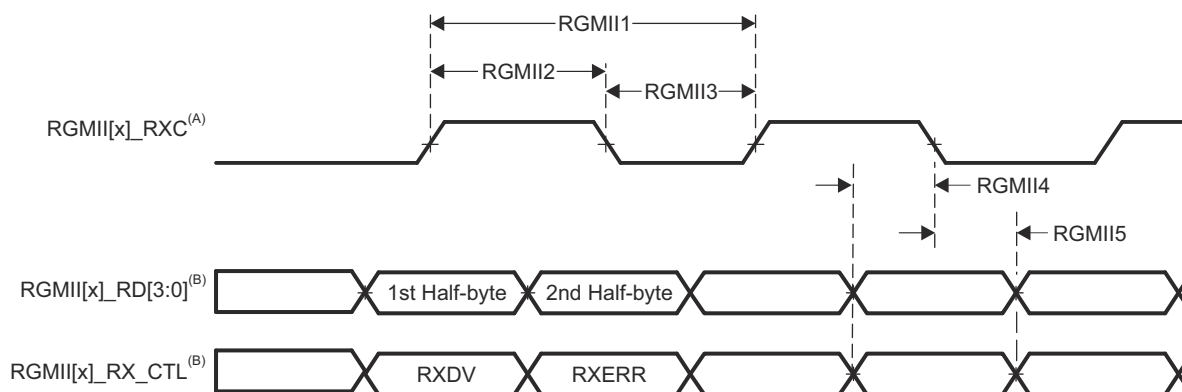 RGMII1
RGMII2
RGMII3
RGMII[x]_RXC(A)
RGMII4
RGMII5
RGMII[x]_RD[3:0](B)
1st Half-byte
2nd Half-byte
RGMII[x]_RX_CTL(B)
RXDV
RXERR